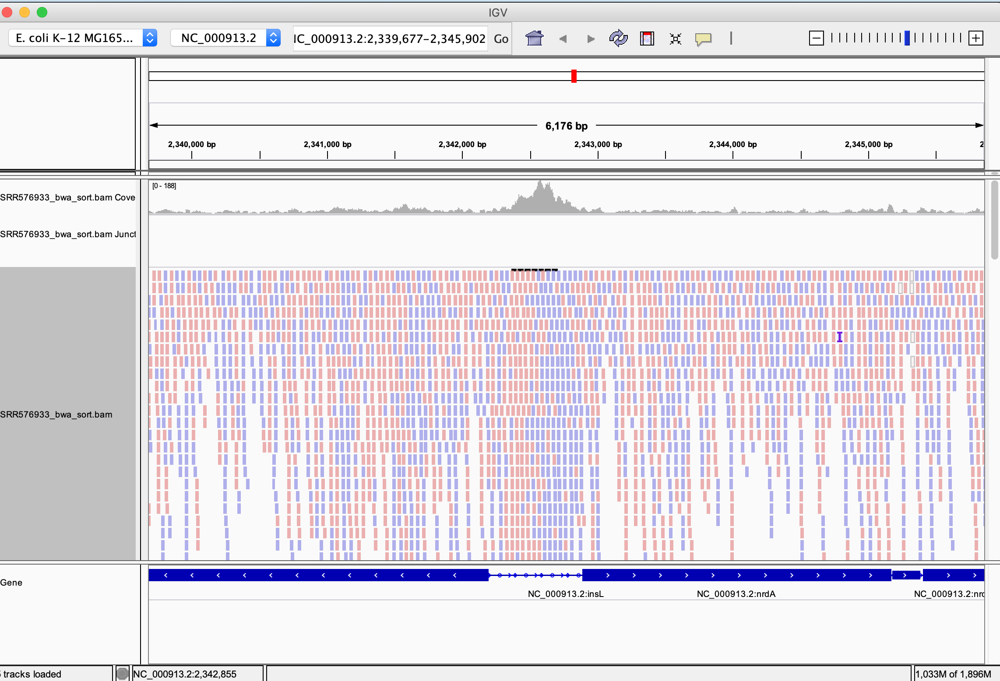 IGV
E. coli K-12 MG165... NC_000913.2 IC_000913.2:2,339,677-2,345,902 Go
6,176 bp
2,340,000 bp 2,341,000 bp 2,342,000 bp 2,343,000 bp 2,344,000 bp 2,345,000 bp 2
[0 - 188]
SRR576933_bwa_sort.bam Cove
SRR576933_bwa_sort.bam Junct
SRR576933_bwa_sort.bam
Gene
NC_000913.2:insL NC_000913.2:nrdA NC_000913.2:nrd
tracks loaded NC_000913.2:2,342,855 1,033M of 1,896M